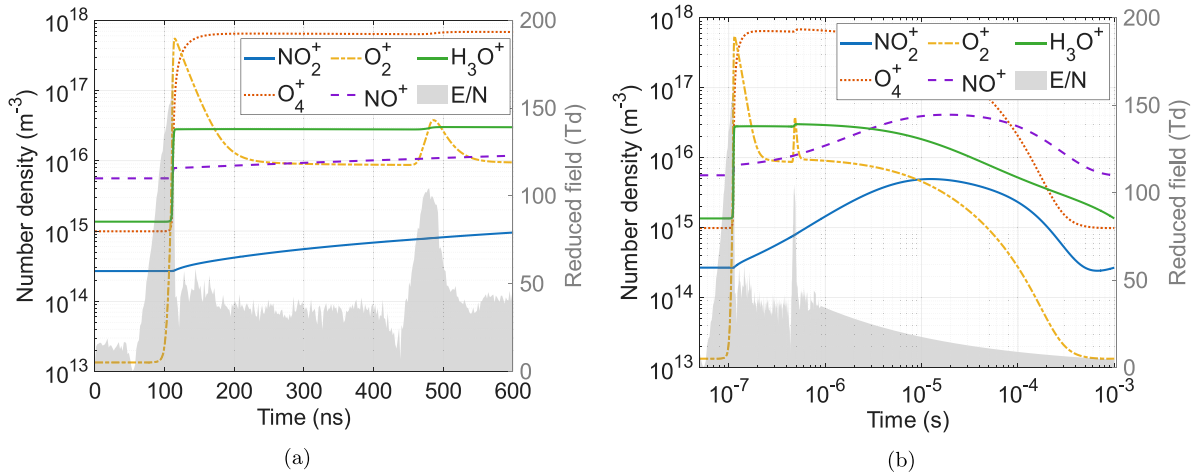 10^18
10^17
10^16
10^15
10^14
10^13
Number density (m^-3)
200
150
100
50
0
Reduced field (Td)
NO2^+ O2^+ H3O^+
O4^+ NO^+ E/N
0 100 200 300 400 500 600
Time (ns)
(a)
10^18
10^17
10^16
10^15
10^14
10^13
Number density (m^-3)
200
150
100
50
0
Reduced field (Td)
NO2^+ O2^+ H3O^+
O4^+ NO^+ E/N
10^-7 10^-6 10^-5 10^-4 10^-3
Time (s)
(b)